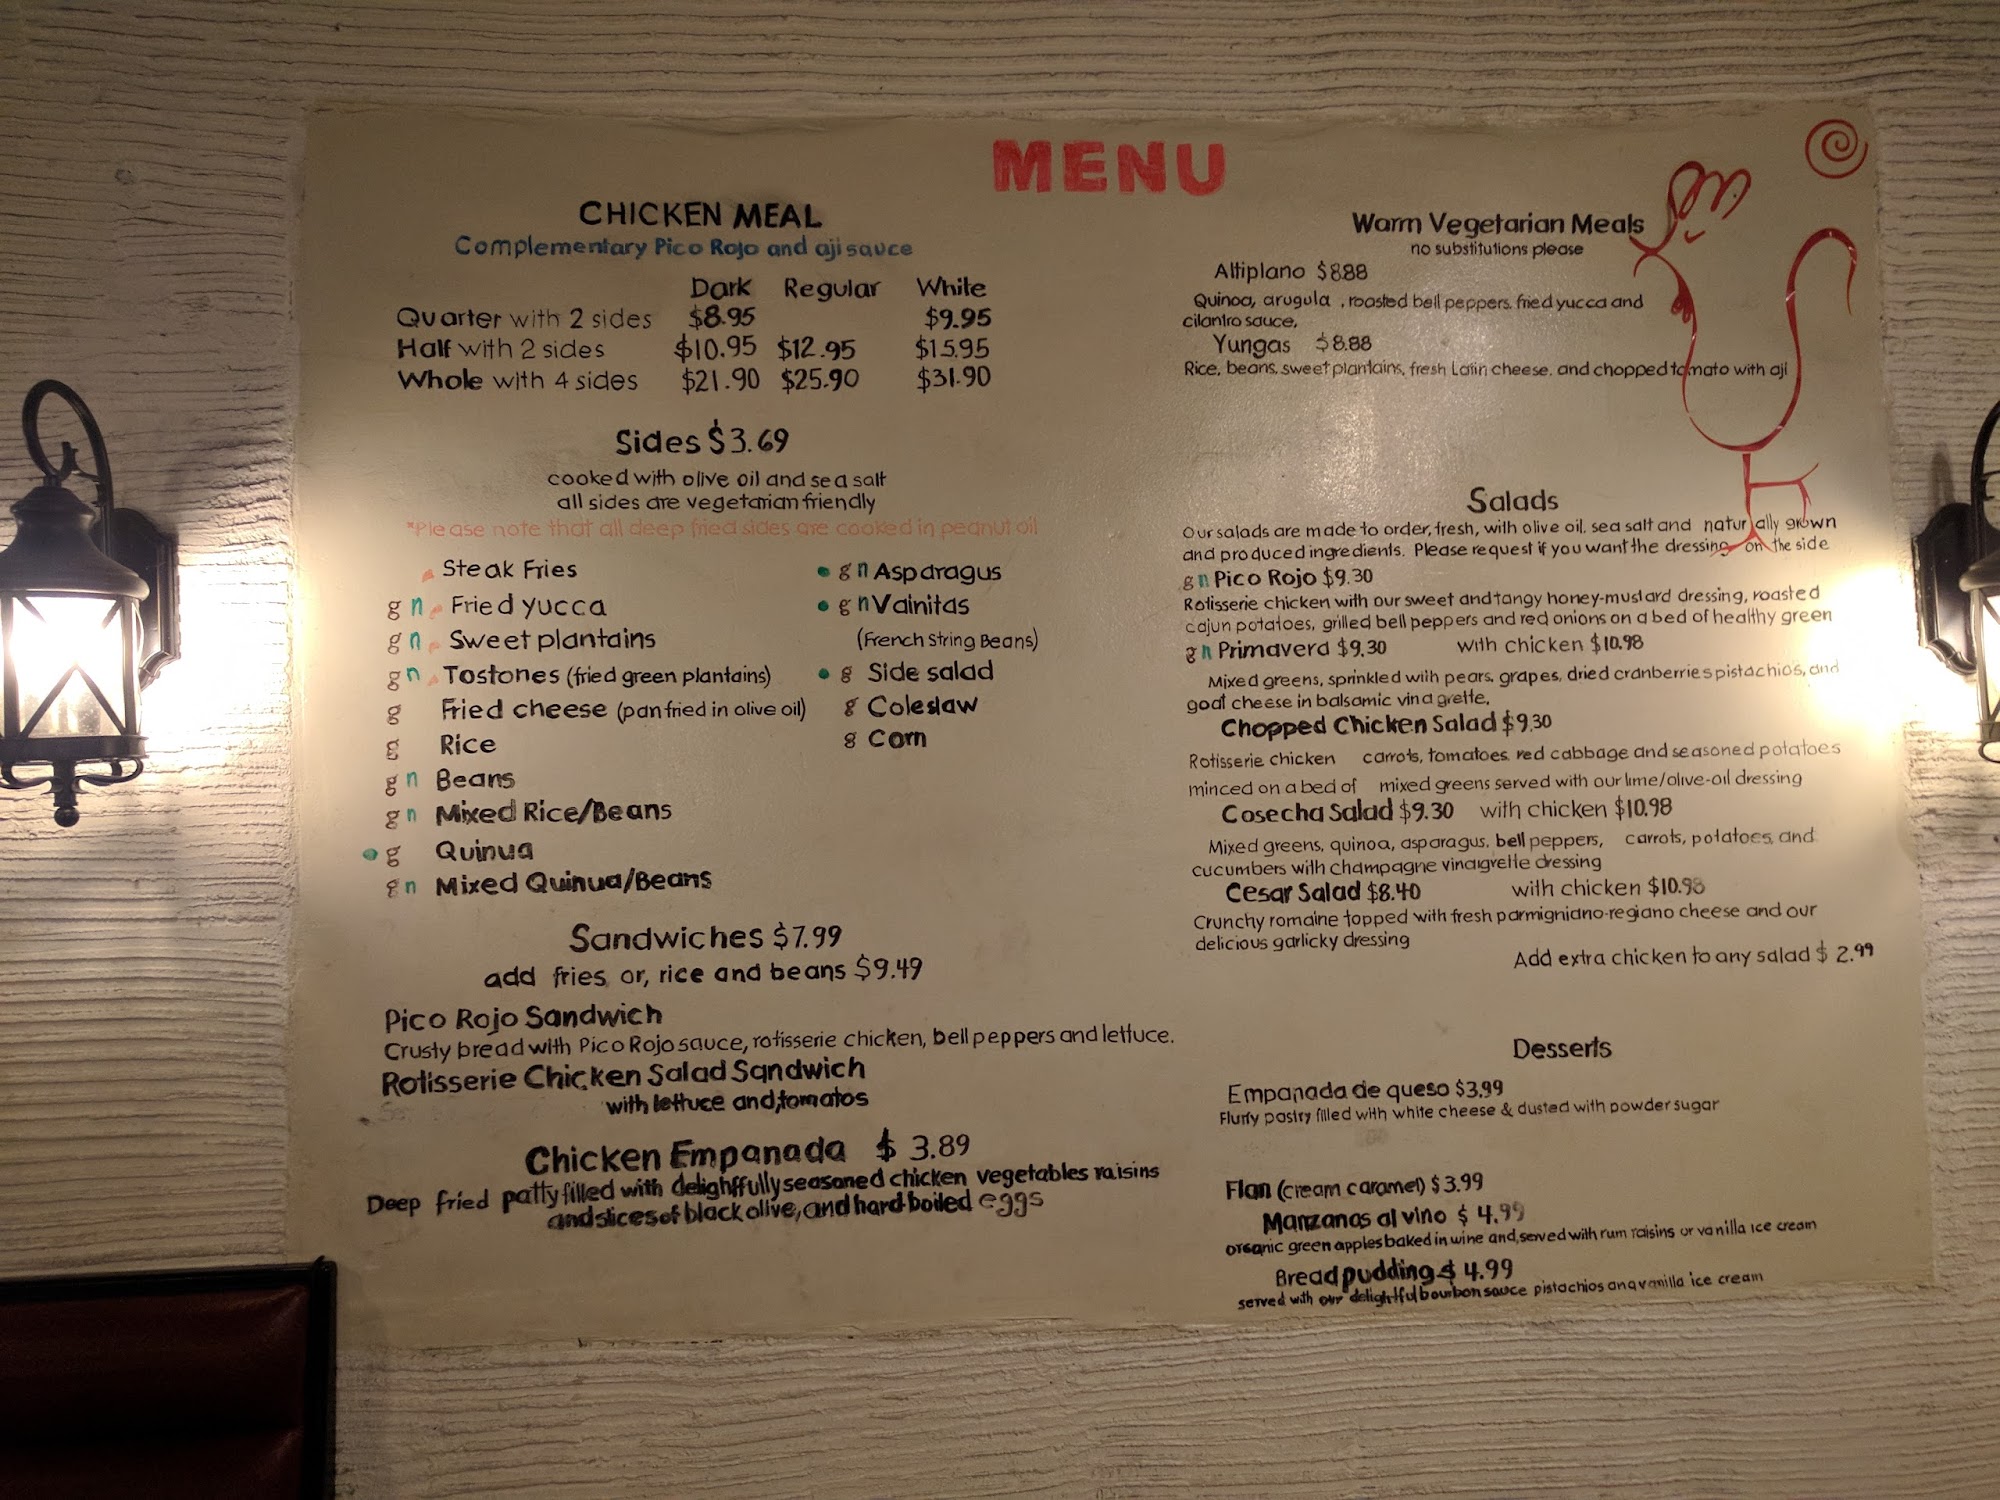 MENU
CHICKEN MEAL
Complementary Pico Rojo and aji sauce
Dark Regular White
Quarter with 2 sides $8.95 $9.95
Half with 2 sides $10.95 $12.95 $15.95
Whole with 4 sides $21.90 $25.90 $31.90
Sides $3.69
cooked with olive oil and sea salt
all sides are vegetarian friendly
*Please note that all deep fried sides are cooked in peanut oil
Steak Fries
g n Fried yucca
g n Sweet plantains
g n Tostones (fried green plantains)
g Fried cheese (pan fried in olive oil)
g Rice
g n Beans
g n Mixed Rice/Beans
g Quinua
g n Mixed Quinua/Beans
g n Asparagus
g n Vainitas
(French String Beans)
g Side salad
g Coleslaw
g Corn
Sandwiches $7.99
add fries or, rice and beans $9.49
Pico Rojo Sandwich
Crusty bread with Pico Rojo sauce, rotisserie chicken, bell peppers and lettuce.
Rotisserie Chicken Salad Sandwich
with lettuce and,tomatos
Chicken Empanada $ 3.89
Deep fried patty filled with delightffully seasoned chicken vegetables raisins
and slices of black olive, and hard-boiled eggs
Warm Vegetarian Meals
no substitutions please
Altiplano $8.88
Quinoa, arugula , roasted bell peppers. fried yucca and
cilantro sauce,
Yungas $8.88
Rice, beans, sweet plantains, fresh Latin cheese. and chopped tomato with aji
Salads
Our salads are made to order, fresh, with olive oil. sea salt and naturally grown
and produced ingredients. Please request if you want the dressing on the side
g n Pico Rojo $9.30
Rotisserie chicken with our sweet and tangy honey-mustard dressing, roasted
cajun potatoes, grilled bell peppers and red onions on a bed of healthy green
g n Primavera $9.30 with chicken $10.98
Mixed greens, sprinkled with pears, grapes, dried cranberries pistachios, and
goat cheese in balsamic vinagrette,
Chopped Chicken Salad $9.30
Rotisserie chicken carrots, tomatoes. red cabbage and seasoned potatoes
minced on a bed of mixed greens served with our lime/olive-oil dressing
Cosecha Salad $9.30 with chicken $10.98
Mixed greens, quinoa, asparagus, bell peppers, carrots, potatoes, and
cucumbers with champagne vinaigrette dressing
Cesar Salad $8.40 with chicken $10.98
Crunchy romaine topped with fresh parmigniano-regiano cheese and our
delicious garlicky dressing
Add extra chicken to any salad $ 2.99
Desserts
Empanada de queso $3.99
Flurfy pastry filled with white cheese & dusted with powder sugar
Flan (cream caramel) $3.99
Manzanas al vino $ 4.99
organic green apples baked in wine and,served with rum raisins or vanilla ice cream
Bread pudding $ 4.99
served with our delightful bourbon sauce pistachios and vanilla ice cream